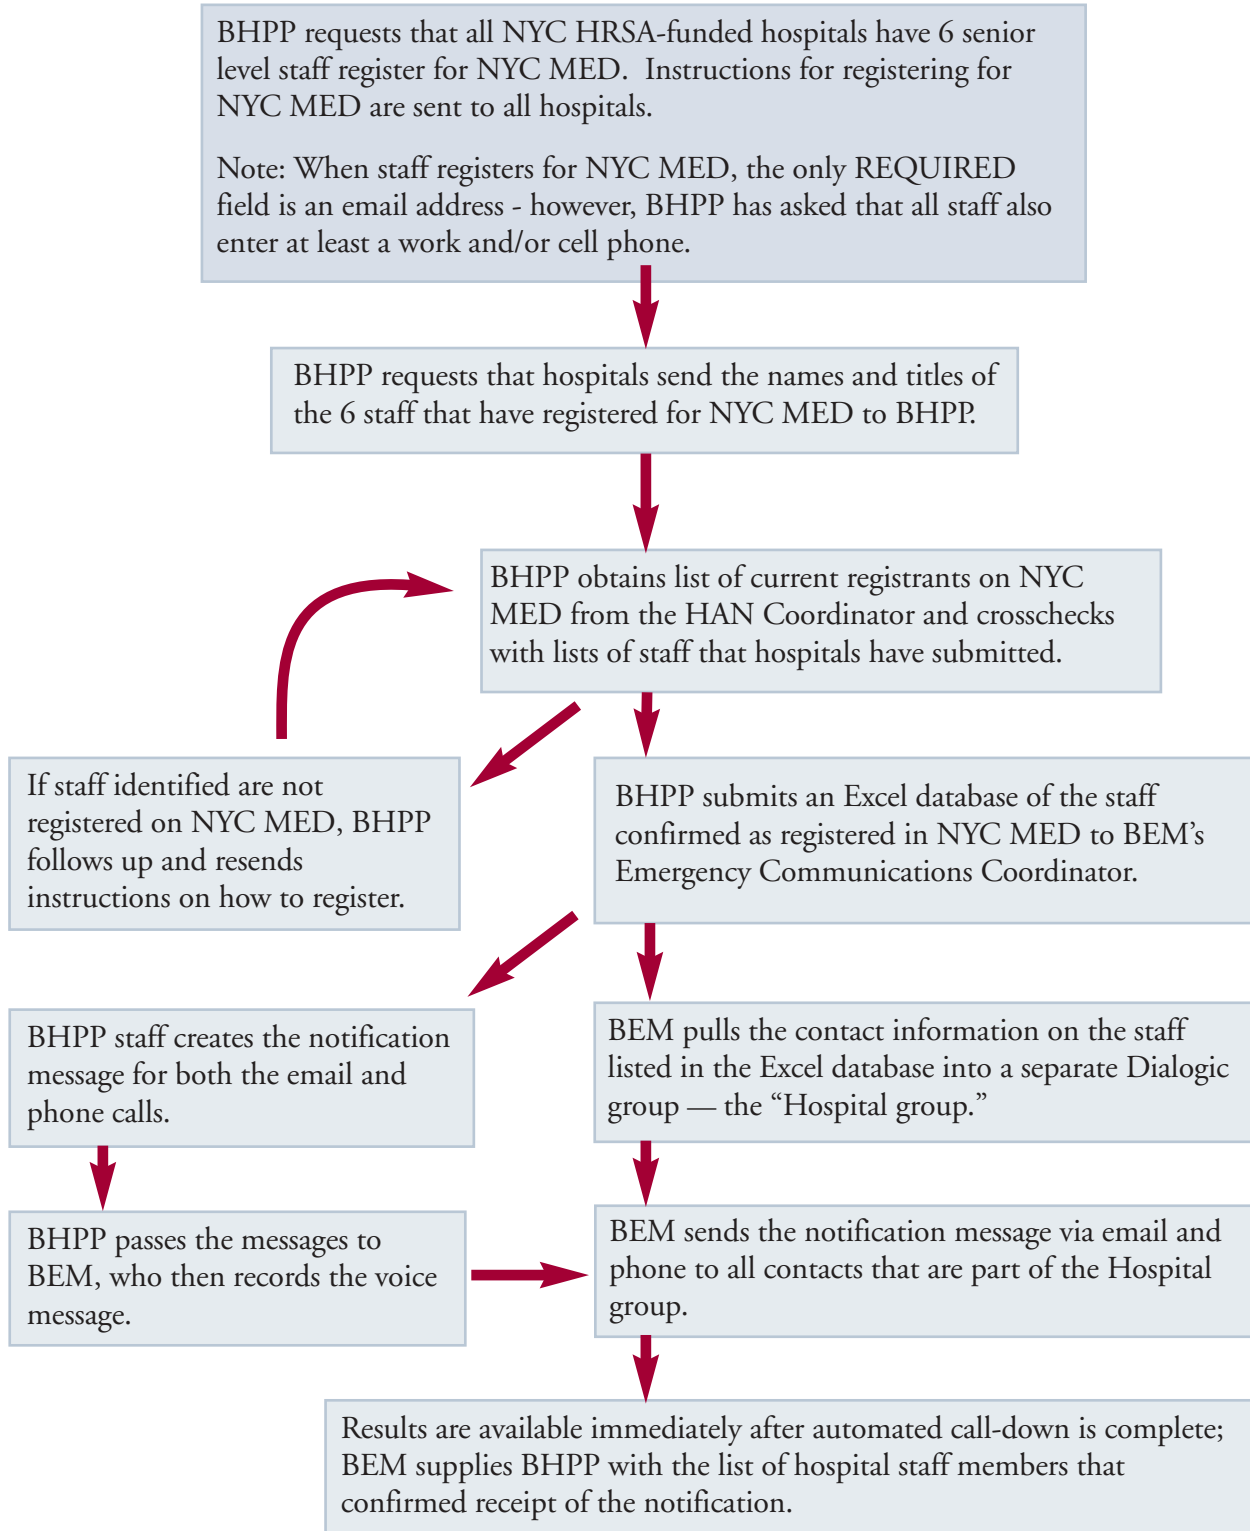 BHPP requests that all NYC HRSA-funded hospitals have 6 senior
level staff register for NYC MED.  Instructions for registering for
NYC MED are sent to all hospitals.
Note: When staff registers for NYC MED, the only REQUIRED
field is an email address - however, BHPP has asked that all staff also
enter at least a work and/or cell phone.
BHPP requests that hospitals send the names and titles of
the 6 staff that have registered for NYC MED to BHPP.
BHPP obtains list of current registrants on NYC
MED from the HAN Coordinator and crosschecks
with lists of staff that hospitals have submitted.
If staff identified are not
registered on NYC MED, BHPP
follows up and resends
instructions on how to register.
BHPP submits an Excel database of the staff
confirmed as registered in NYC MED to BEM’s
Emergency Communications Coordinator.
BHPP staff creates the notification
message for both the email and
phone calls.
BEM pulls the contact information on the staff
listed in the Excel database into a separate Dialogic
group — the “Hospital group.”
BHPP passes the messages to
BEM, who then records the voice
message.
BEM sends the notification message via email and
phone to all contacts that are part of the Hospital
group.
Results are available immediately after automated call-down is complete;
BEM supplies BHPP with the list of hospital staff members that
confirmed receipt of the notification.